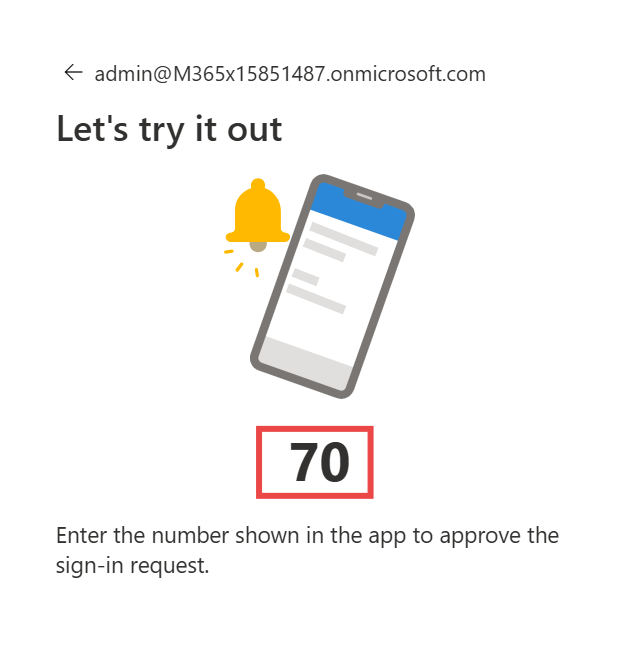 admin@M365x15851487.onmicrosoft.com
Let's try it out
70
Enter the number shown in the app to approve the
sign-in request.